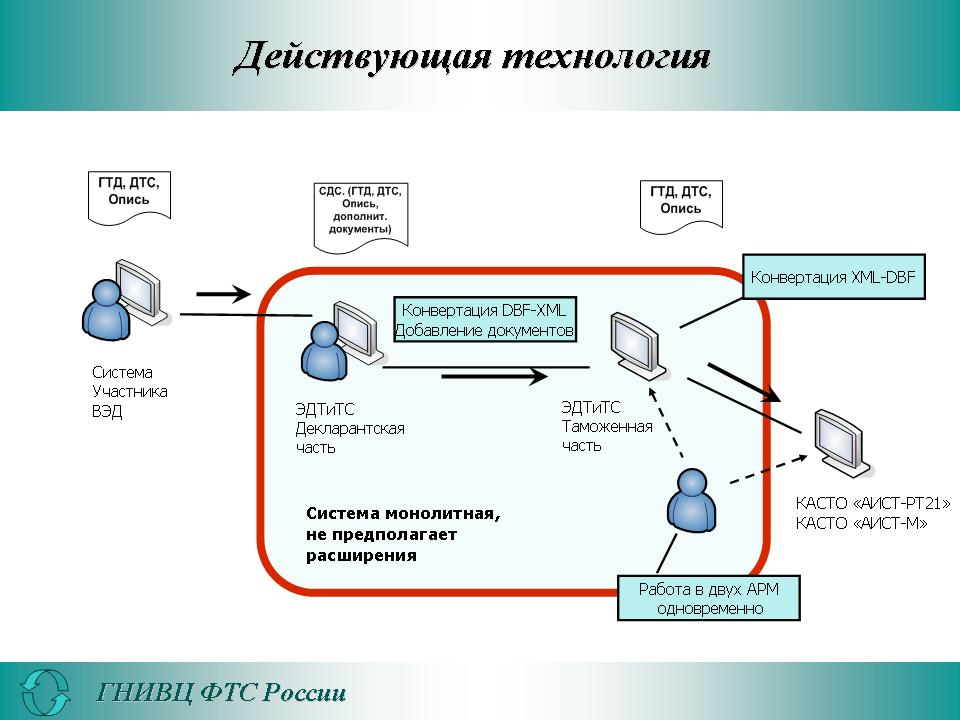 Действующая технология
ГТД, ДТС,
Опись
СДС. (ГТД, ДТС,
Опись,
дополнит.
документы)
ГТД, ДТС,
Опись
Конвертация XML-DBF
Конвертация DBF-XML
Добавление документов
Система
Участника
ВЭД
ЭДТиТС
Декларантская
часть
ЭДТиТС
Таможенная
часть
КАСТО «АИСТ-РТ21»
КАСТО «АИСТ-М»
Система монолитная,
не предполагает
расширения
Работа в двух АРМ
одновременно
ГНИВЦ ФТС России